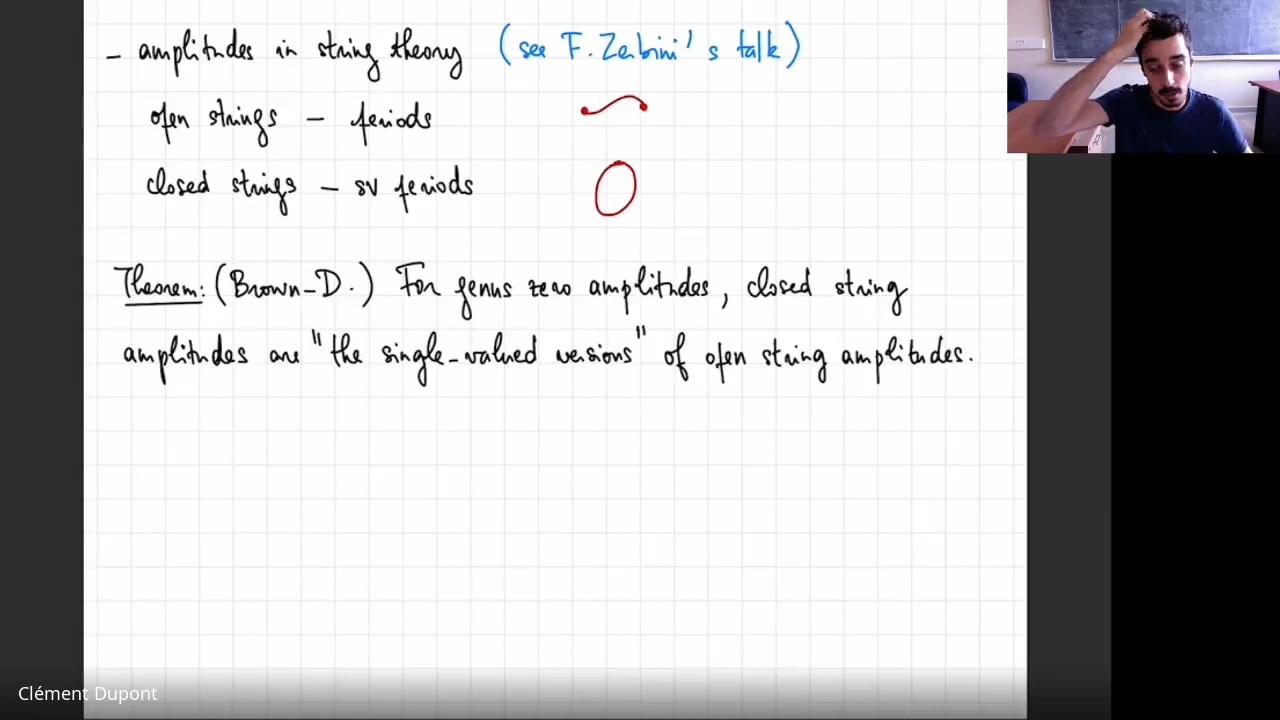 - amplitudes in string theory (see F. Zerbini's talk)
open strings - periods
closed strings - sv periods
Theorem: (Brown-D.) For genus zero amplitudes, closed string
amplitudes are "the single-valued versions" of open string amplitudes.
Clément Dupont